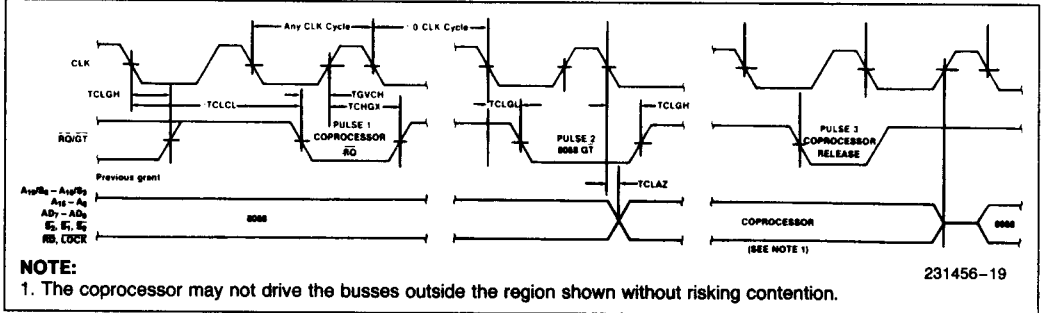 Any CLK Cycle
0 CLK Cycle
CLK
TCLGH
TCLCL
TGVCH
TCHGX
TCLGL
TCLGH
PULSE 1
COPROCESSOR
RQ
PULSE 2
8088 GT
PULSE 3
COPROCESSOR
RELEASE
RQ/GT
Previous grant
TCLAZ
A19/S6 – A16/S3
A15 – A8
AD7 – AD0
S2, S1, S0
RD, LOCK
8088
COPROCESSOR
8088
(SEE NOTE 1)
NOTE:
231456–19
1. The coprocessor may not drive the busses outside the region shown without risking contention.